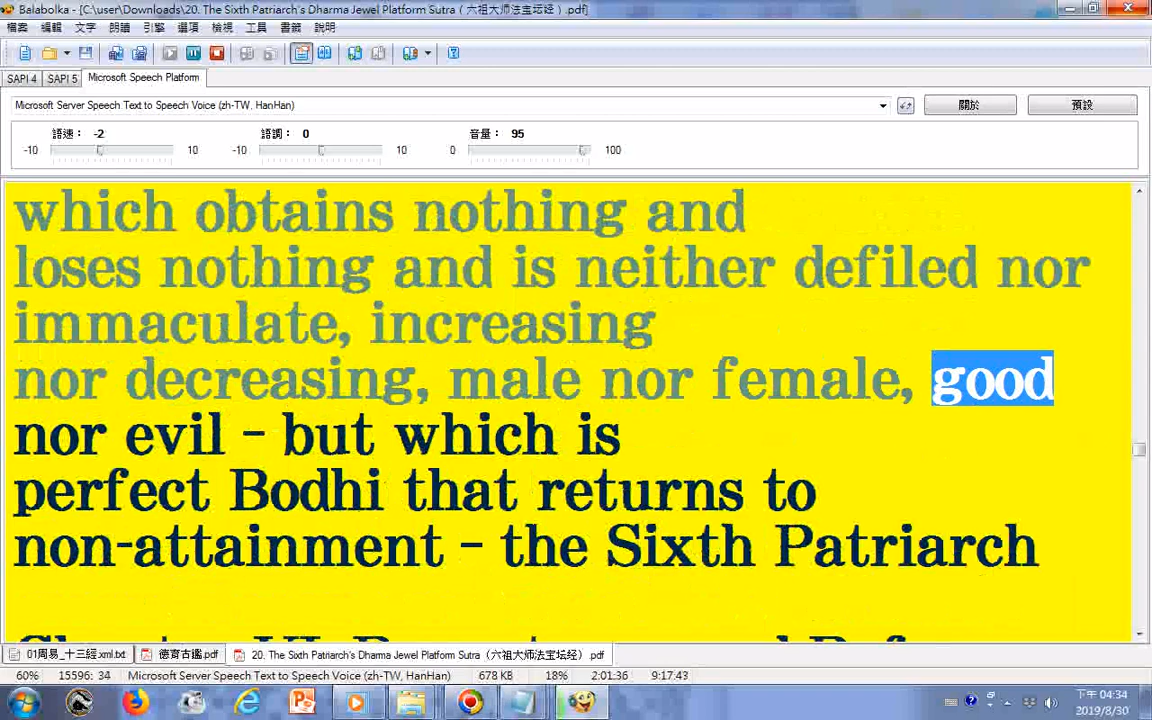 Balabolka - [C:\user\Downloads\20. The Sixth Patriarch's Dharma Jewel Platform Sutra（六祖大师法宝坛经）.pdf]
檔案 編輯 文字 朗讀 引擎 選項 檢視 工具 書籤 說明
SAPI 4 SAPI 5 Microsoft Speech Platform
Microsoft Server Speech Text to Speech Voice (zh-TW, HanHan) 關於 預設
語速： -2 語調： 0 音量： 95
-10 10 -10 10 0 100
which obtains nothing and
loses nothing and is neither defiled nor
immaculate, increasing
nor decreasing, male nor female, good
nor evil - but which is
perfect Bodhi that returns to
non-attainment - the Sixth Patriarch
01周易_十三經.xml.txt 德育古鑑.pdf 20. The Sixth Patriarch's Dharma Jewel Platform Sutra（六祖大师法宝坛经）.pdf
60% 15596: 34 Microsoft Server Speech Text to Speech Voice (zh-TW, HanHan) 678 KB 18% 2:01:36 9:17:43
下午 04:34
2019/8/30